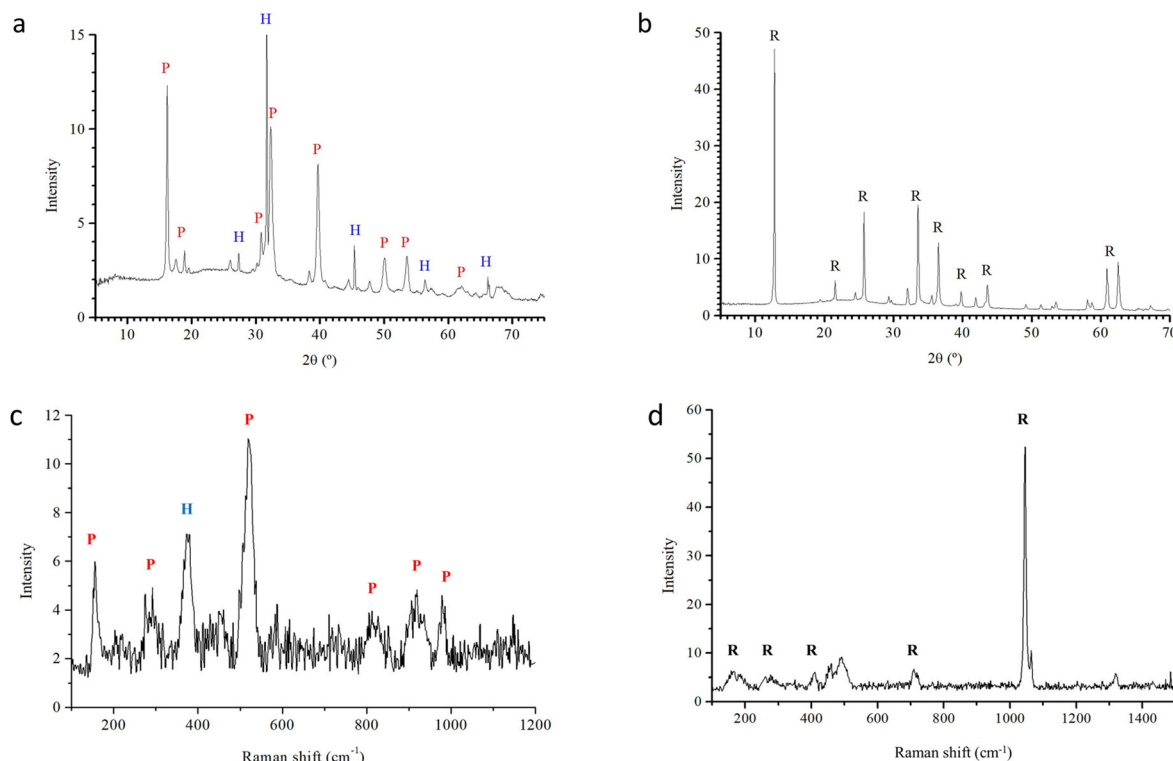 a
15
10
5
0
Intensity
10 20 30 40 50 60 70
2θ (º)
P
P
H
P
H
P
P
H
P
P
H
P
H
b
50
40
30
20
10
0
Intensity
10 20 30 40 50 60 70
2θ (º)
R
R
R
R
R
R
R
R
c
12
10
8
6
4
2
0
Intensity
200 400 600 800 1000 1200
Raman shift (cm⁻¹)
P
P
H
P
P
P
P
d
60
50
40
30
20
10
0
Intensity
200 400 600 800 1000 1200 1400
Raman shift (cm⁻¹)
R
R
R
R
R